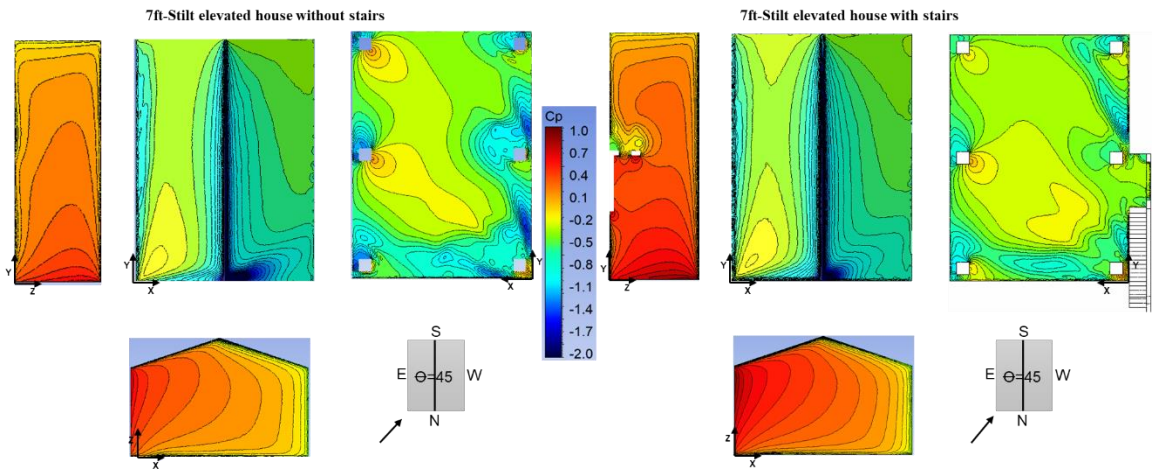 7ft-Stilt elevated house without stairs
7ft-Stilt elevated house with stairs
Y
Z
Y
X
X
Y
Cp
1.0
0.7
0.4
0.1
-0.2
-0.5
-0.8
-1.1
-1.4
-1.7
-2.0
Y
Z
Y
X
X
Y
Z
X
S
E Θ=45 W
N
Z
X
S
E Θ=45 W
N